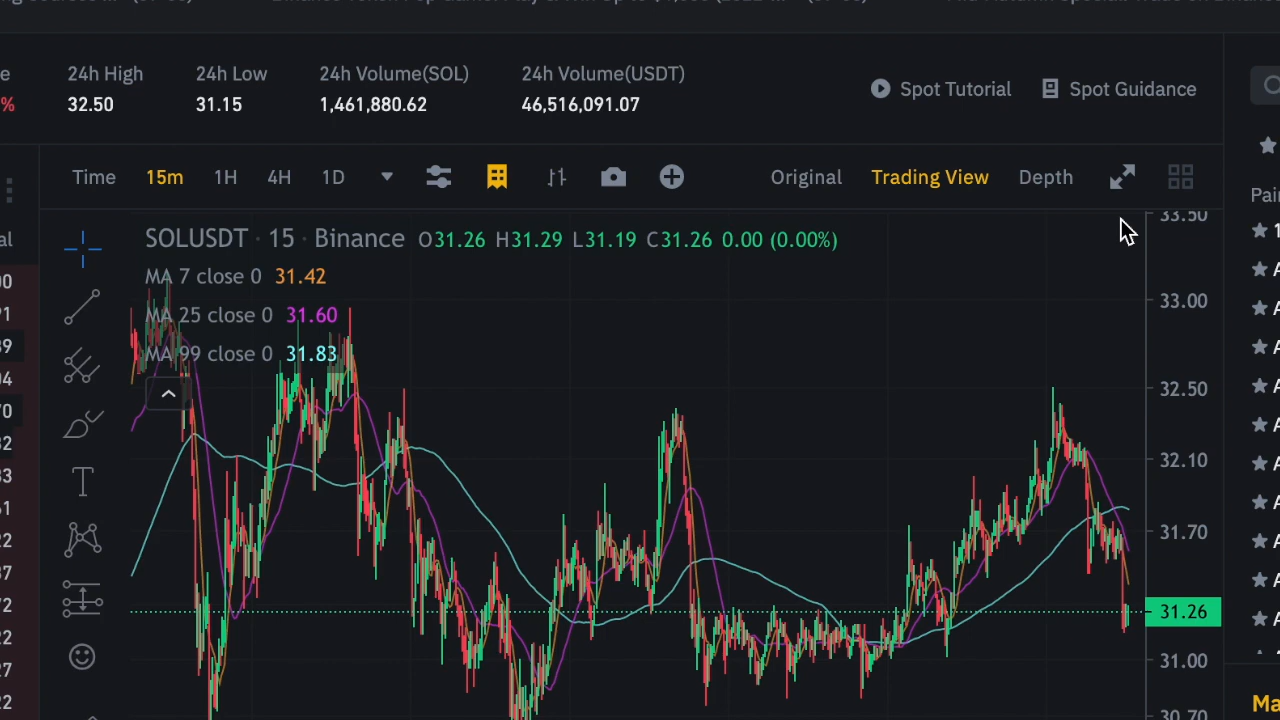 24h High 24h Low 24h Volume(SOL) 24h Volume(USDT)
% 32.50 31.15 1,461,880.62 46,516,091.07
Spot Tutorial Spot Guidance
Time 15m 1H 4H 1D Original Trading View Depth
SOLUSDT · 15 · Binance O31.26 H31.29 L31.19 C31.26 0.00 (0.00%)
MA 7 close 0 31.42
MA 25 close 0 31.60
MA 99 close 0 31.83
33.50
33.00
32.50
32.10
31.70
31.26
31.00
30.70